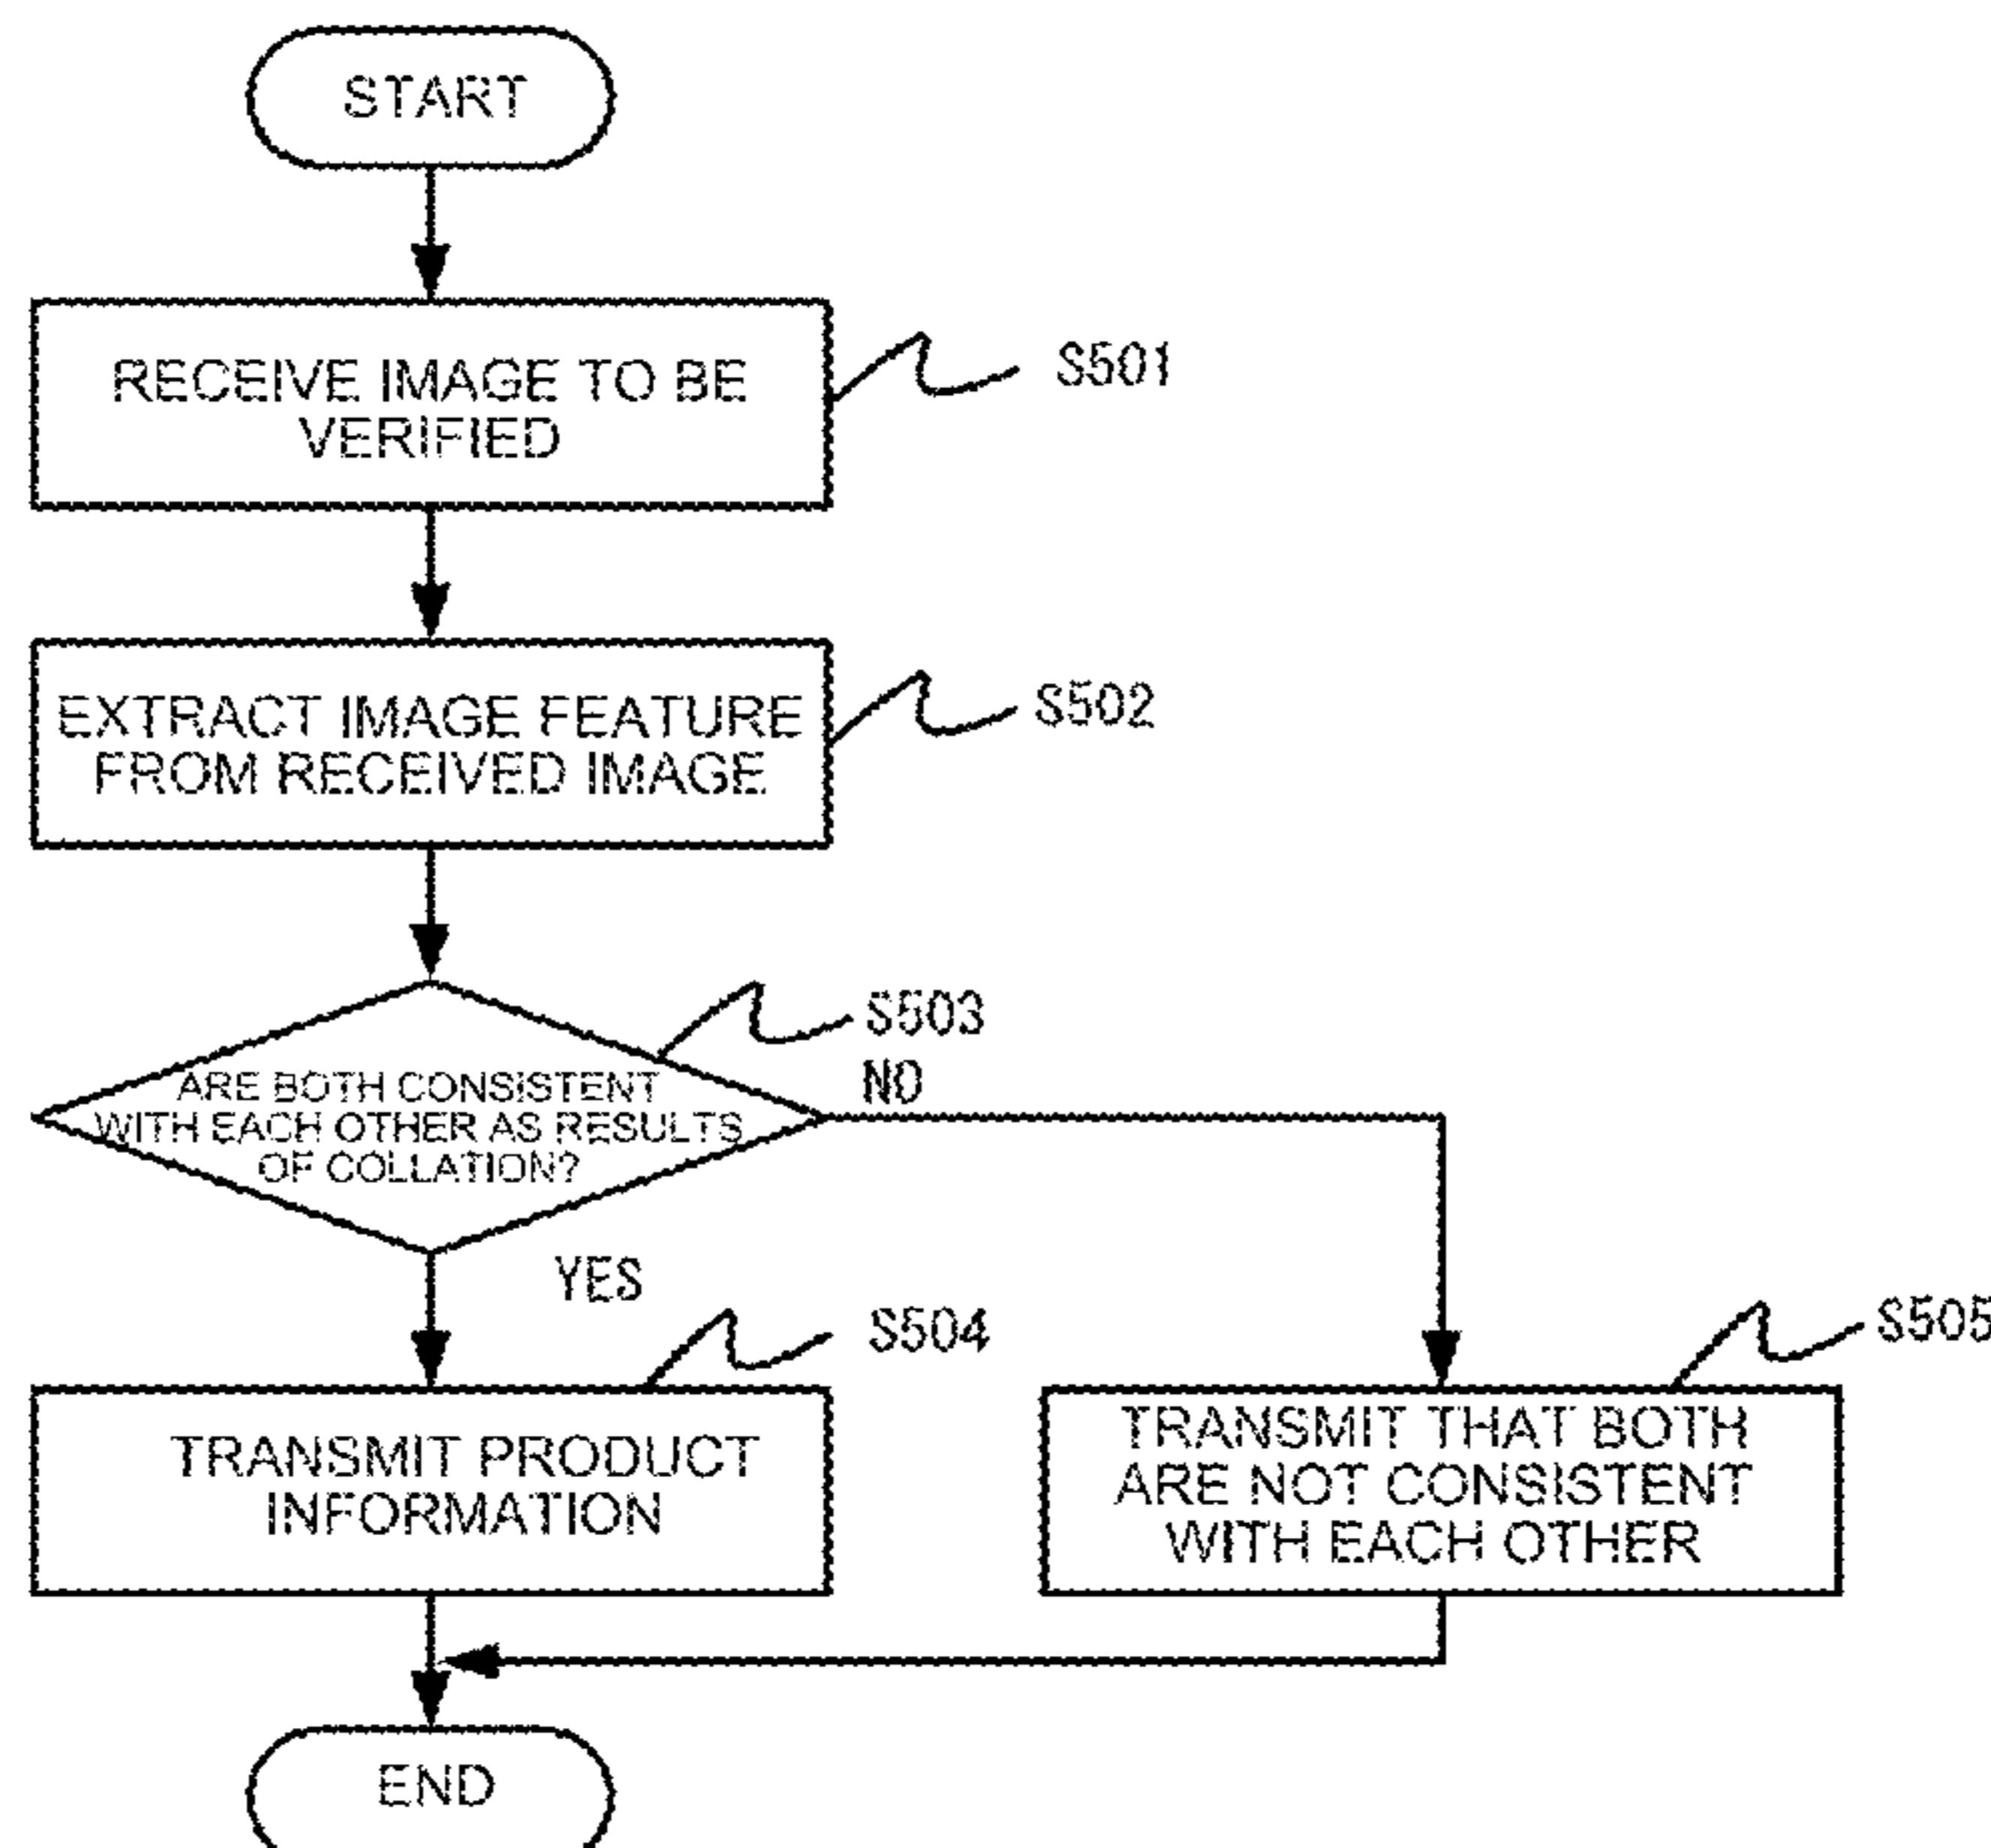 START
RECEIVE IMAGE TO BE
VERIFIED
S501
EXTRACT IMAGE FEATURE
FROM RECEIVED IMAGE
S502
S503
ARE BOTH CONSISTENT
WITH EACH OTHER AS RESULTS
OF COLLATION?
NO
YES
S504
TRANSMIT PRODUCT
INFORMATION
S505
TRANSMIT THAT BOTH
ARE NOT CONSISTENT
WITH EACH OTHER
END